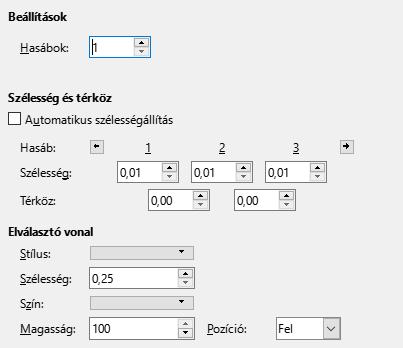 Beállítások
Hasábok: 1
Szélesség és térköz
Automatikus szélességállítás
Hasáb: 1 2 3
Szélesség: 0,01 0,01 0,01
Térköz: 0,00 0,00
Elválasztó vonal
Stílus:
Szélesség: 0,25
Szín:
Magasság: 100 Pozíció: Fel